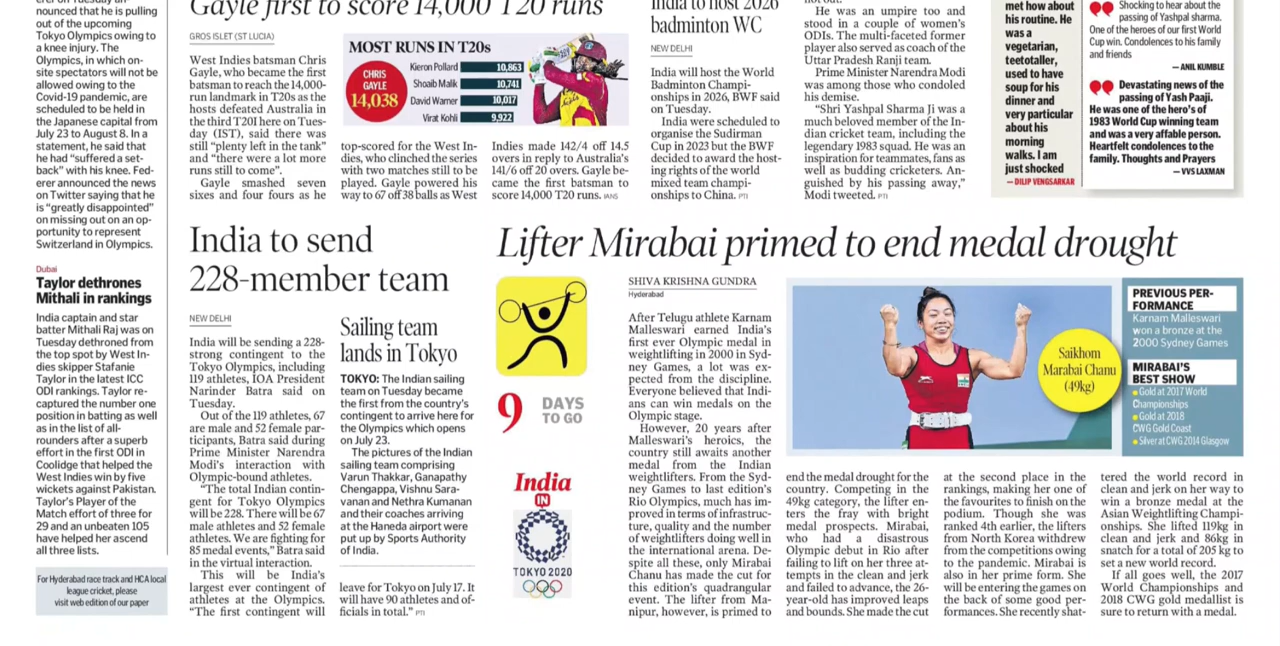 nounced that he is pulling
out of the upcoming
Tokyo Olympics owing to
a knee injury. The
Olympics, in which on-
site spectators will not be
allowed owing to the
Covid-19 pandemic, are
scheduled to be held in
the Japanese capital from
July 23 to August 8. In a
statement, he said that
he had “suffered a set-
back” with his knee. Fed-
erer announced the news
on Twitter saying that he
is “greatly disappointed”
on missing out on an op-
portunity to represent
Switzerland in Olympics.
Dubai
Taylor dethrones
Mithali in rankings
India captain and star
batter Mithali Raj was on
Tuesday dethroned from
the top spot by West In-
dies skipper Stafanie
Taylor in the latest ICC
ODI rankings. Taylor re-
captured the number one
position in batting as well
as in the list of all-
rounders after a superb
effort in the first ODI in
Coolidge that helped the
West Indies win by five
wickets against Pakistan.
Taylor's Player of the
Match effort of three for
29 and an unbeaten 105
have helped her ascend
all three lists.
For Hyderabad race track and HCA local
league cricket, please
visit web edition of our paper
Gayle first to score 14,000 T20 runs
GROS ISLET (ST LUCIA)
West Indies batsman Chris
Gayle, who became the first
batsman to reach the 14,000-
run landmark in T20s as the
hosts defeated Australia in
the third T20I here on Tues-
day (IST), said there was
still “plenty left in the tank”
and “there were a lot more
runs still to come”.
Gayle smashed seven
sixes and four fours as he
MOST RUNS IN T20s
CHRIS
GAYLE
14,038
Kieron Pollard 10,863
Shoaib Malik 10,741
David Warner 10,017
Virat Kohli 9,922
top-scored for the West In-
dies, who clinched the series
with two matches still to be
played. Gayle powered his
way to 67 off 38 balls as West
Indies made 142/4 off 14.5
overs in reply to Australia's
141/6 off 20 overs. Gayle be-
came the first batsman to
score 14,000 T20 runs. IANS
India to host 2026
badminton WC
NEW DELHI
India will host the World
Badminton Champi-
onships in 2026, BWF said
on Tuesday.
India were scheduled to
organise the Sudirman
Cup in 2023 but the BWF
decided to award the host-
ing rights of the world
mixed team champi-
onships to China. PTI
He was an umpire too and
stood in a couple of women's
ODIs. The multi-faceted former
player also served as coach of the
Uttar Pradesh Ranji team.
Prime Minister Narendra Modi
was among those who condoled
his demise.
“Shri Yashpal Sharma Ji was a
much beloved member of the In-
dian cricket team, including the
legendary 1983 squad. He was an
inspiration for teammates, fans as
well as budding cricketers. An-
guished by his passing away,”
Modi tweeted. PTI
met how about
his routine. He
was a
vegetarian,
teetotaller,
used to have
soup for his
dinner and
very particular
about his
morning
walks. I am
just shocked
— DILIP VENGSARKAR
Shocking to hear about the
passing of Yashpal sharma.
One of the heroes of our first World
Cup win. Condolences to his family
and friends
— ANIL KUMBLE
Devastating news of the
passing of Yash Paaji.
He was one of the hero's of
1983 World Cup winning team
and was a very affable person.
Heartfelt condolences to the
family. Thoughts and Prayers
— VVS LAXMAN
India to send
228-member team
NEW DELHI
India will be sending a 228-
strong contingent to the
Tokyo Olympics, including
119 athletes, IOA President
Narinder Batra said on
Tuesday.
Out of the 119 athletes, 67
are male and 52 female par-
ticipants, Batra said during
Prime Minister Narendra
Modi's interaction with
Olympic-bound athletes.
“The total Indian contin-
gent for Tokyo Olympics
will be 228. There will be 67
male athletes and 52 female
athletes. We are fighting for
85 medal events,” Batra said
in the virtual interaction.
This will be India's
largest ever contingent of
athletes at the Olympics.
“The first contingent will
Sailing team
lands in Tokyo
TOKYO: The Indian sailing
team on Tuesday became
the first from the country's
contingent to arrive here for
the Olympics which opens
on July 23.
The pictures of the Indian
sailing team comprising
Varun Thakkar, Ganapathy
Chengappa, Vishnu Sara-
vanan and Nethra Kumanan
and their coaches arriving
at the Haneda airport were
put up by Sports Authority
of India.
leave for Tokyo on July 17. It
will have 90 athletes and of-
ficials in total.” PTI
Lifter Mirabai primed to end medal drought
9 DAYS
TO GO
India
IN
TOKYO 2020
SHIVA KRISHNA GUNDRA
Hyderabad
After Telugu athlete Karnam
Malleswari earned India's
first ever Olympic medal in
weightlifting in 2000 in Syd-
ney Games, a lot was ex-
pected from the discipline.
Everyone believed that Indi-
ans can win medals on the
Olympic stage.
However, 20 years after
Malleswari's heroics, the
country still awaits another
medal from the Indian
weightlifters. From the Syd-
ney Games to last edition's
Rio Olympics, much has im-
proved in terms of infrastruc-
ture, quality and the number
of weightlifters doing well in
the international arena. De-
spite all these, only Mirabai
Chanu has made the cut for
this edition's quadrangular
event. The lifter from Ma-
nipur, however, is primed to
Saikhom
Marabai Chanu
(49kg)
PREVIOUS PER-
FORMANCE
Karnam Malleswari
won a bronze at the
2000 Sydney Games
MIRABAI'S
BEST SHOW
Gold at 2017 World
Championships
Gold at 2018
CWG Gold Coast
Silver at CWG 2014 Glasgow
end the medal drought for the
country. Competing in the
49kg category, the lifter en-
ters the fray with bright
medal prospects. Mirabai,
who had a disastrous
Olympic debut in Rio after
failing to lift on her three at-
tempts in the clean and jerk
and failed to advance, the 26-
year-old has improved leaps
and bounds. She made the cut
at the second place in the
rankings, making her one of
the favourites to finish on the
podium. Though she was
ranked 4th earlier, the lifters
from North Korea withdrew
from the competitions owing
to the pandemic. Mirabai is
also in her prime form. She
will be entering the games on
the back of some good per-
formances. She recently shat-
tered the world record in
clean and jerk on her way to
win a bronze medal at the
Asian Weightlifting Champi-
onships. She lifted 119kg in
clean and jerk and 86kg in
snatch for a total of 205 kg to
set a new world record.
If all goes well, the 2017
World Championships and
2018 CWG gold medallist is
sure to return with a medal.